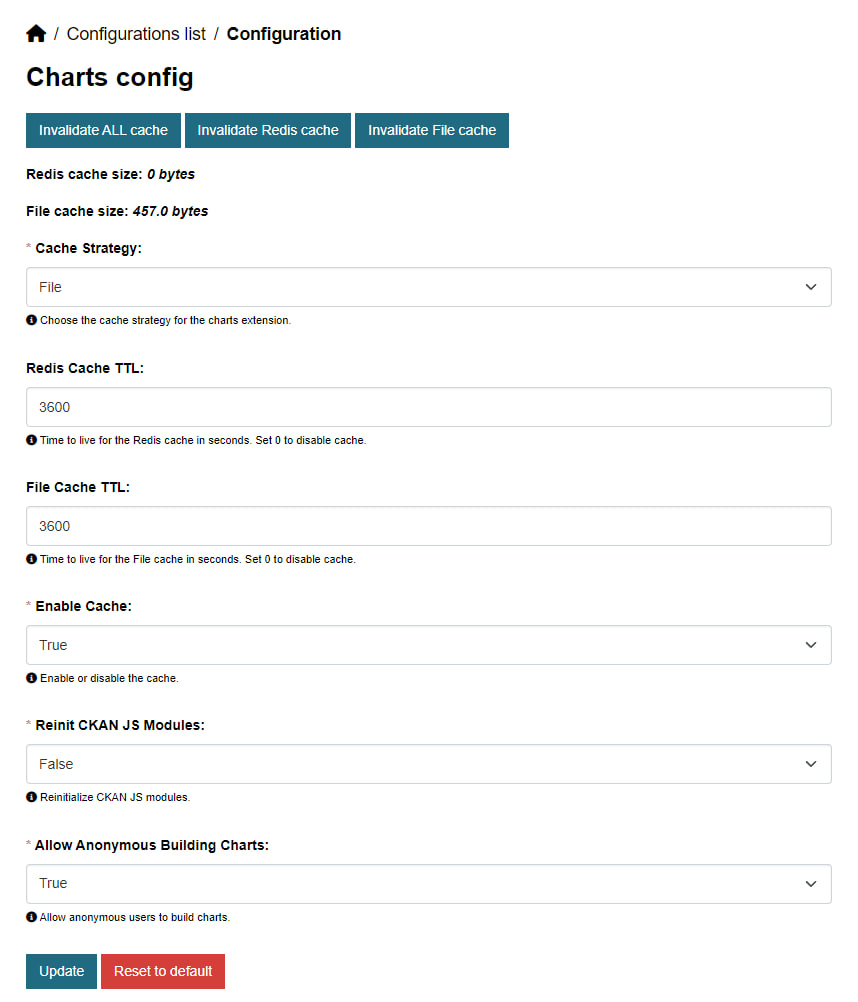 / Configurations list / Configuration
Charts config
Invalidate ALL cache Invalidate Redis cache Invalidate File cache
Redis cache size: 0 bytes
File cache size: 457.0 bytes
* Cache Strategy:
File
Choose the cache strategy for the charts extension.
Redis Cache TTL:
3600
Time to live for the Redis cache in seconds. Set 0 to disable cache.
File Cache TTL:
3600
Time to live for the File cache in seconds. Set 0 to disable cache.
* Enable Cache:
True
Enable or disable the cache.
* Reinit CKAN JS Modules:
False
Reinitialize CKAN JS modules.
* Allow Anonymous Building Charts:
True
Allow anonymous users to build charts.
Update Reset to default